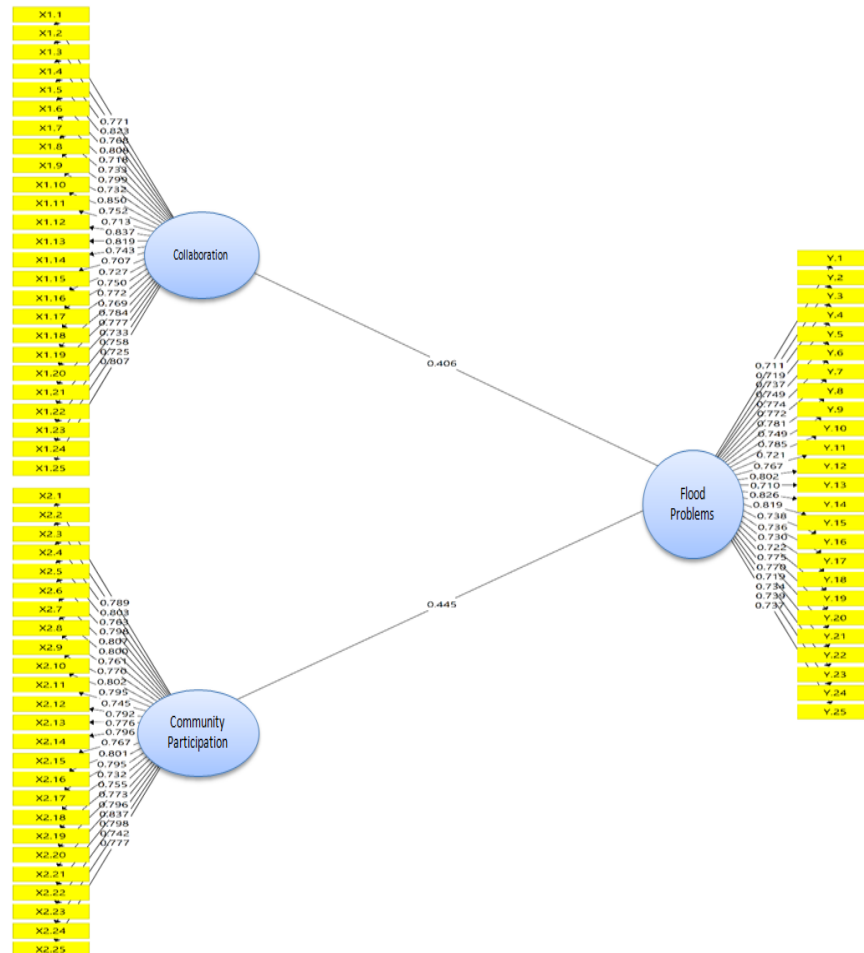 X1.1
X1.2
X1.3
X1.4
X1.5
X1.6
X1.7
X1.8
X1.9
X1.10
X1.11
X1.12
X1.13
X1.14
X1.15
X1.16
X1.17
X1.18
X1.19
X1.20
X1.21
X1.22
X1.23
X1.24
X1.25
0.771
0.823
0.768
0.808
0.718
0.733
0.799
0.732
0.850
0.752
0.713
0.837
0.819
0.743
0.707
0.727
0.750
0.772
0.769
0.784
0.777
0.733
0.758
0.725
0.807
Collaboration
0.406
X2.1
X2.2
X2.3
X2.4
X2.5
X2.6
X2.7
X2.8
X2.9
X2.10
X2.11
X2.12
X2.13
X2.14
X2.15
X2.16
X2.17
X2.18
X2.19
X2.20
X2.21
X2.22
X2.23
X2.24
X2.25
0.789
0.803
0.763
0.798
0.807
0.800
0.761
0.770
0.802
0.795
0.745
0.792
0.776
0.796
0.767
0.801
0.795
0.732
0.755
0.773
0.796
0.837
0.798
0.742
0.777
Community
Participation
0.445
Flood
Problems
0.711
0.719
0.737
0.749
0.774
0.772
0.781
0.749
0.785
0.721
0.767
0.802
0.710
0.826
0.819
0.738
0.736
0.730
0.722
0.775
0.770
0.719
0.734
0.739
0.737
Y.1
Y.2
Y.3
Y.4
Y.5
Y.6
Y.7
Y.8
Y.9
Y.10
Y.11
Y.12
Y.13
Y.14
Y.15
Y.16
Y.17
Y.18
Y.19
Y.20
Y.21
Y.22
Y.23
Y.24
Y.25